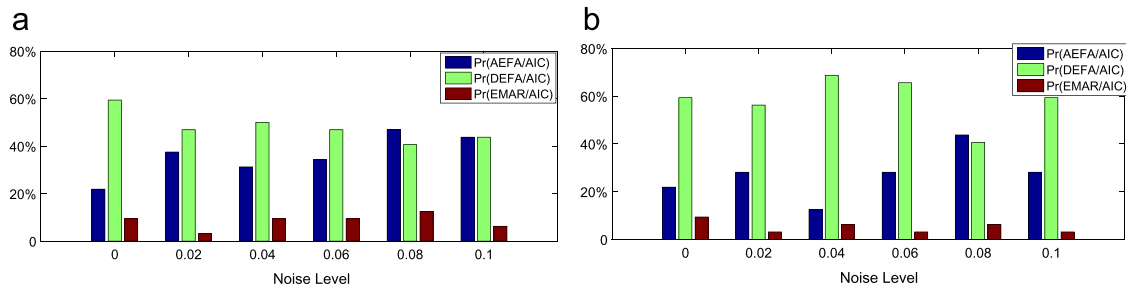 a
80%
60%
40%
20%
0
0 0.02 0.04 0.06 0.08 0.1
Noise Level
Pr(AEFA/AIC)
Pr(DEFA/AIC)
Pr(EMAR/AIC)
b
80%
60%
40%
20%
0
0 0.02 0.04 0.06 0.08 0.1
Noise Level
Pr(AEFA/AIC)
Pr(DEFA/AIC)
Pr(EMAR/AIC)